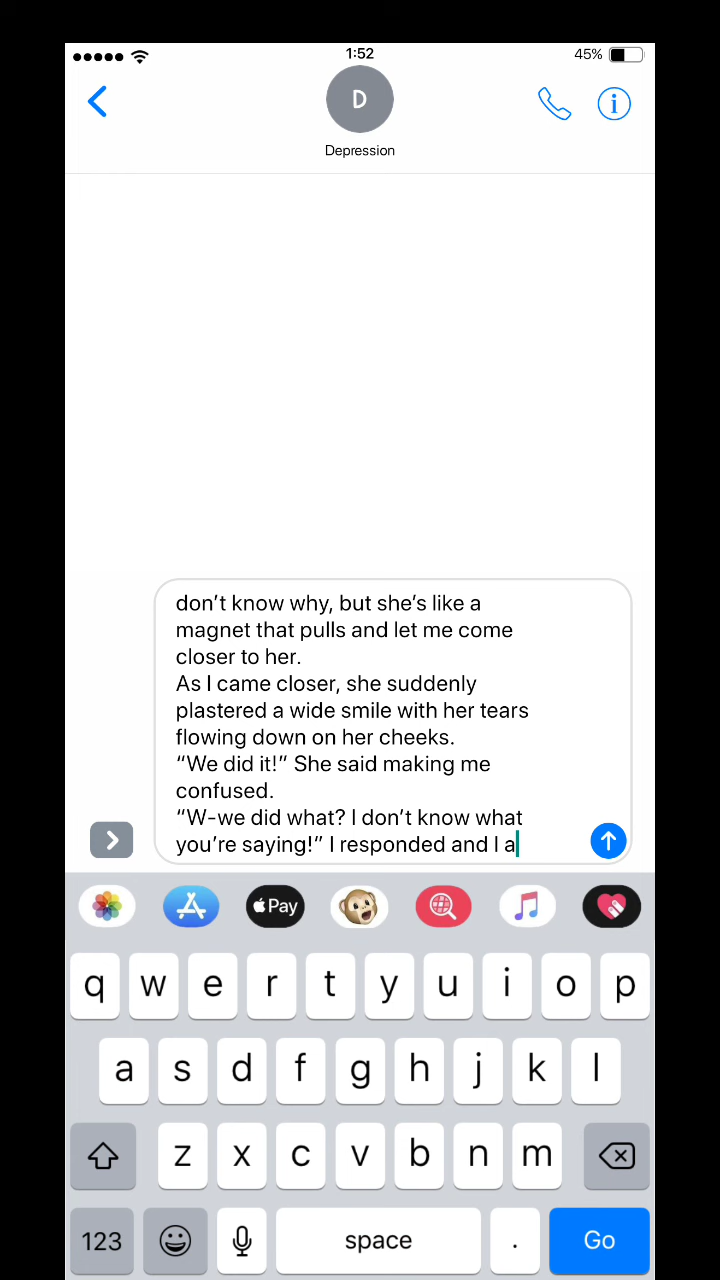 1:52
45%
D
Depression
don’t know why, but she’s like a
magnet that pulls and let me come
closer to her.
As I came closer, she suddenly
plastered a wide smile with her tears
flowing down on her cheeks.
“We did it!” She said making me
confused.
“W-we did what? I don’t know what
you’re saying!” I responded and I a
Pay
q w e r t y u i o p
a s d f g h j k l
z x c v b n m
123 space . Go